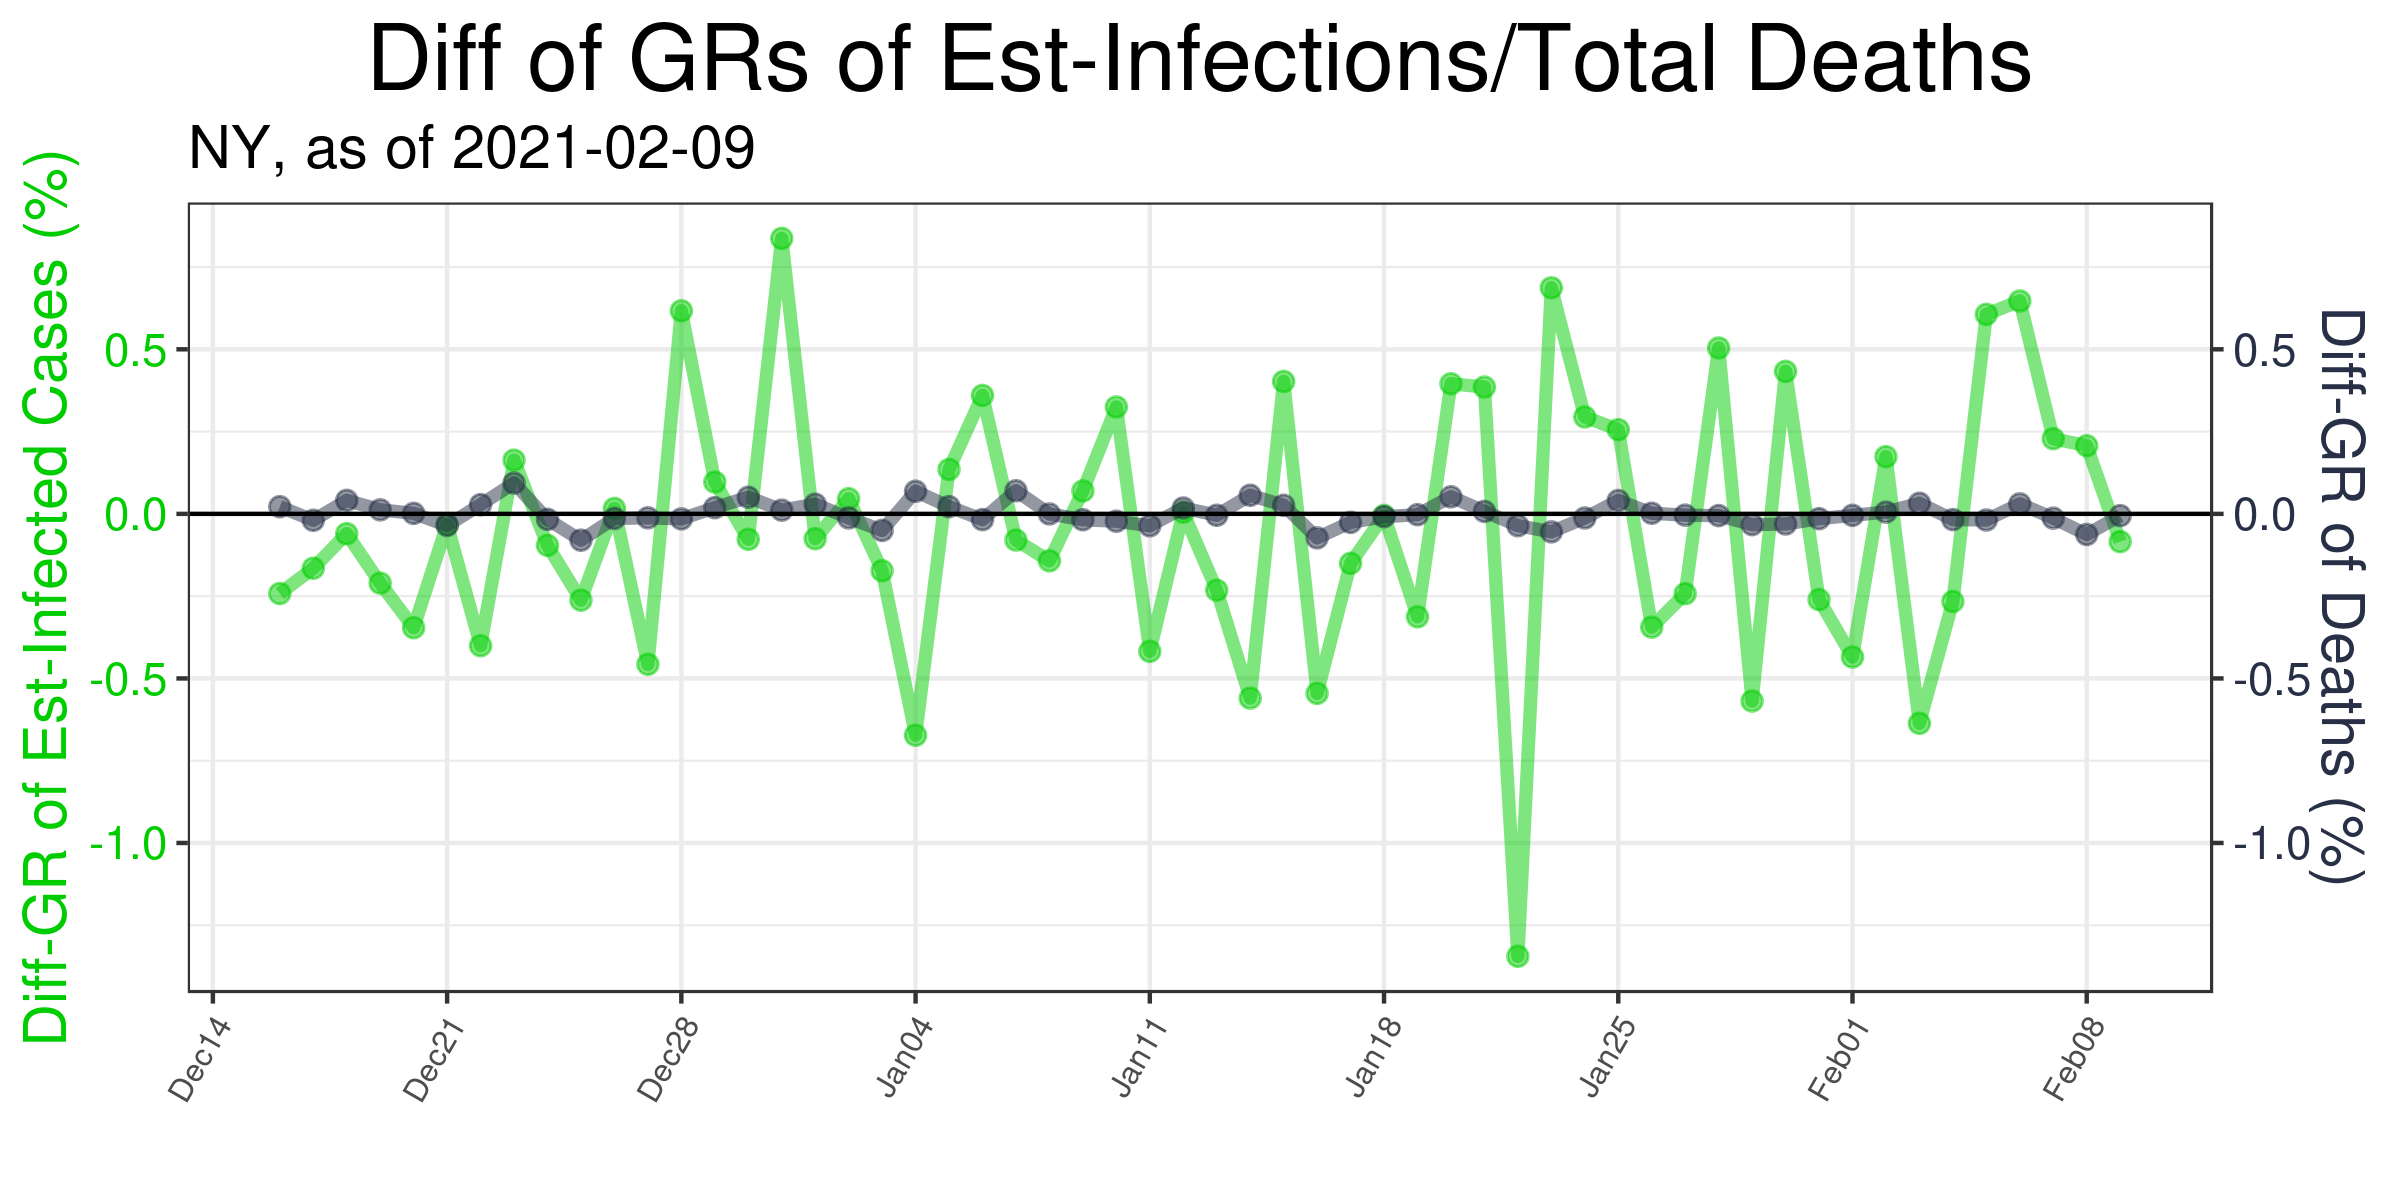 Diff of GRs of Est-Infections/Total Deaths
NY, as of 2021-02-09
Diff-GR of Est-Infected Cases (%)
0.5
0.0
-0.5
-1.0
0.5
0.0
-0.5
-1.0
Diff-GR of Deaths (%)
Dec14
Dec21
Dec28
Jan04
Jan11
Jan18
Jan25
Feb01
Feb08